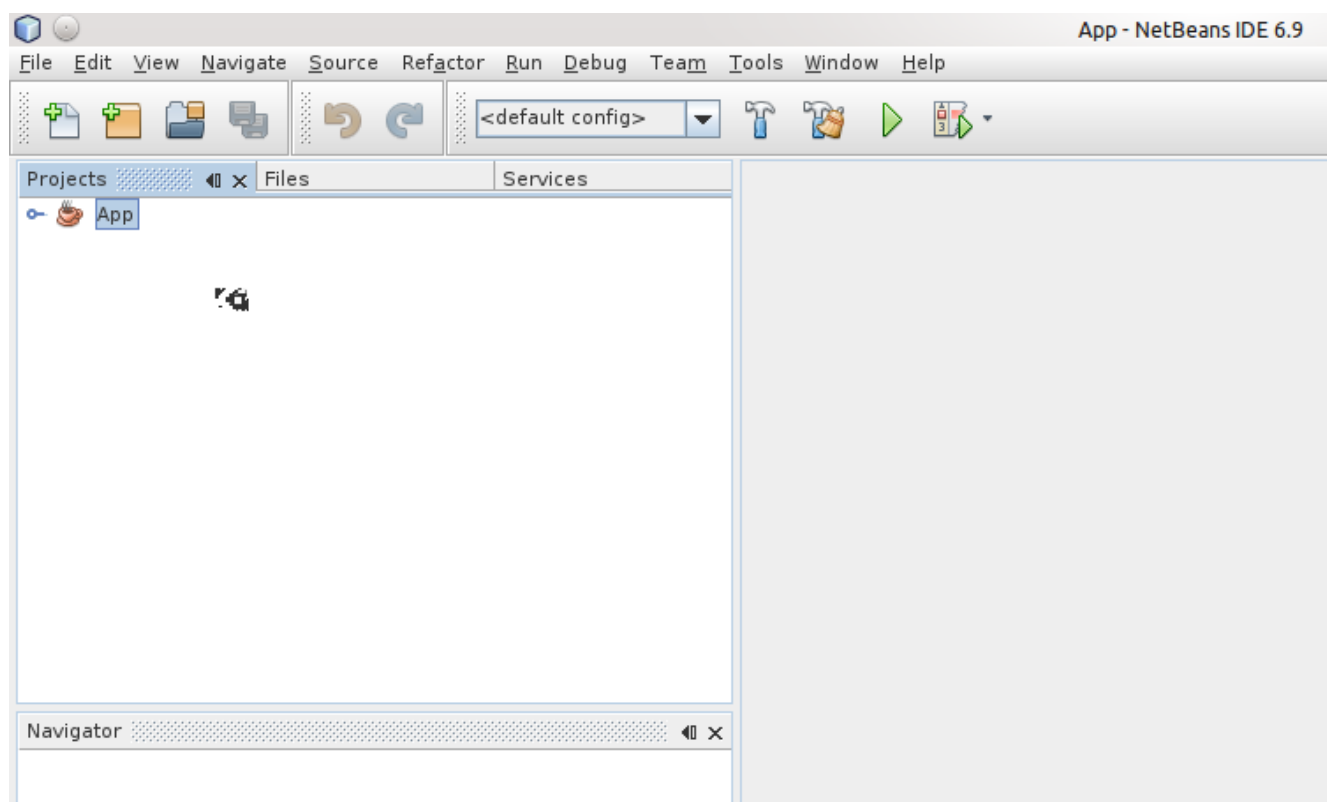 App - NetBeans IDE 6.9
File Edit View Navigate Source Refactor Run Debug Team Tools Window Help
<default config>
Projects Files Services
App
Navigator